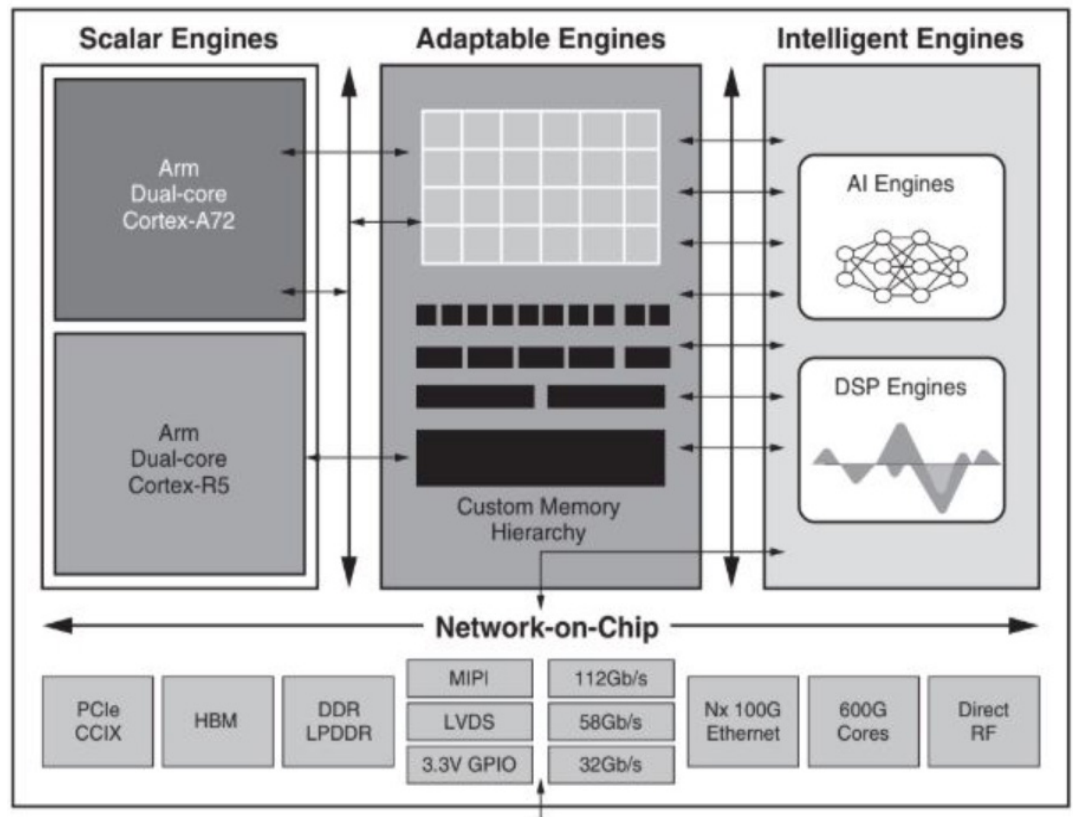 Scalar Engines
Adaptable Engines
Intelligent Engines
Arm
Dual-core
Cortex-A72
Arm
Dual-core
Cortex-R5
Custom Memory
Hierarchy
AI Engines
DSP Engines
Network-on-Chip
PCIe
CCIX
HBM
DDR
LPDDR
MIPI
LVDS
3.3V GPIO
112Gb/s
58Gb/s
32Gb/s
Nx 100G
Ethernet
600G
Cores
Direct
RF